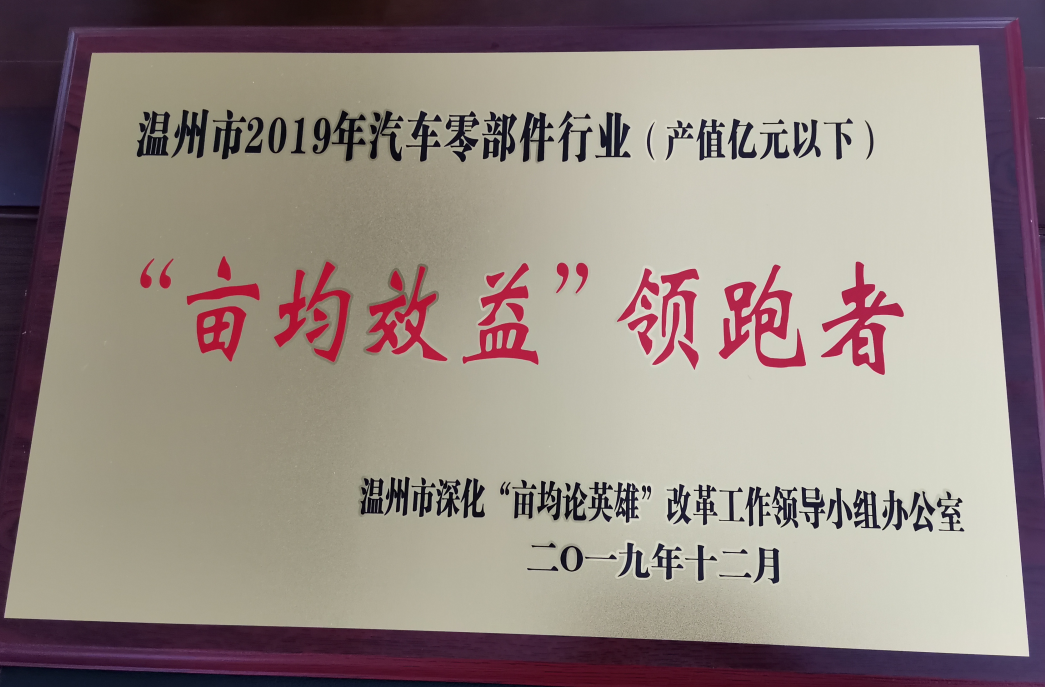 温州市2019年汽车零部件行业（产值亿元以下）
“亩均效益”领跑者
温州市深化“亩均论英雄”改革工作领导小组办公室
二〇一九年十二月